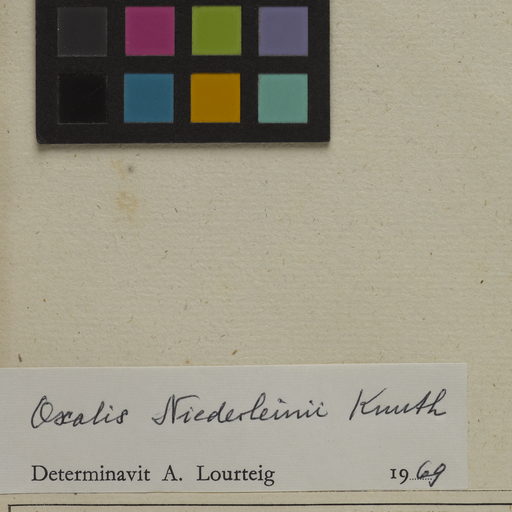 Oxalis Niederleinii Knuth
Determinavit A. Lourteig 1969